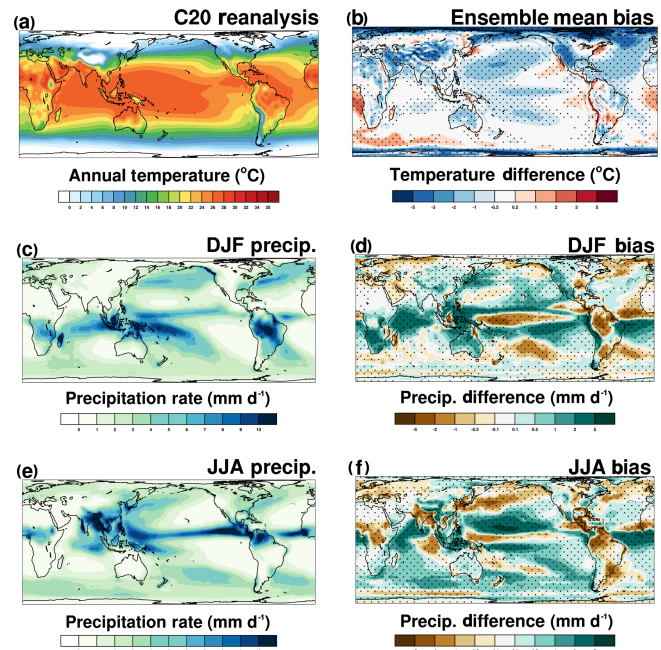 (a) C20 reanalysis
(b) Ensemble mean bias
Annual temperature (°C)
0 2 4 6 8 10 12 14 16 18 20 22 24 26 28 30 32 34 36 38
Temperature difference (°C)
-5 -3 -2 -1 -0.5 1 2 3 5
(c) DJF precip.
(d) DJF bias
Precipitation rate (mm d⁻¹)
0 1 2 3 4 5 6 7 8 9 10
Precip. difference (mm d⁻¹)
-5 -2 -1 -0.5 -0.1 0.1 0.5 1 2 5
(e) JJA precip.
(f) JJA bias
Precipitation rate (mm d⁻¹)
Precip. difference (mm d⁻¹)